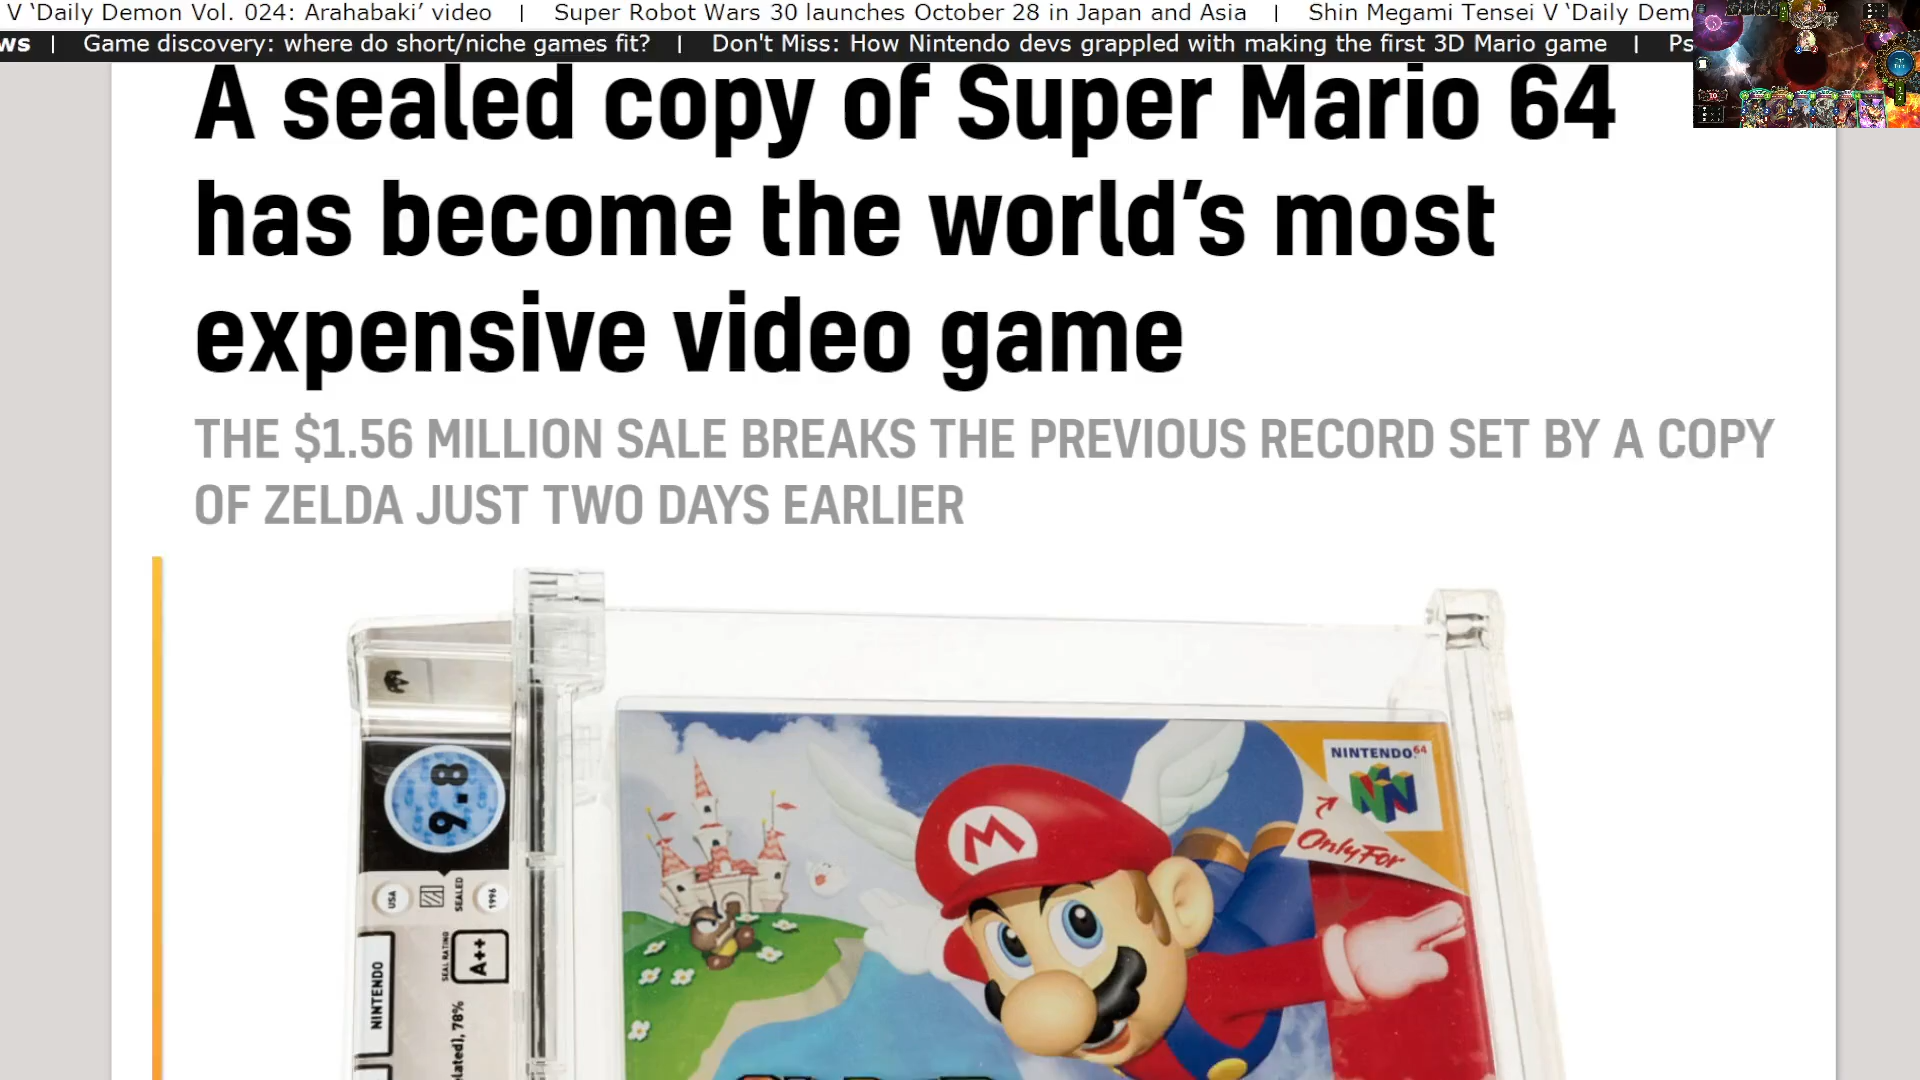 V ‘Daily Demon Vol. 024: Arahabaki’ video | Super Robot Wars 30 launches October 28 in Japan and Asia | Shin Megami Tensei V ‘Daily Dem
ws | Game discovery: where do short/niche games fit? | Don't Miss: How Nintendo devs grappled with making the first 3D Mario game | Ps
A sealed copy of Super Mario 64
has become the world’s most
expensive video game
THE $1.56 MILLION SALE BREAKS THE PREVIOUS RECORD SET BY A COPY
OF ZELDA JUST TWO DAYS EARLIER
9.8
USA
SEALED
1996
SEAL RATING
A++
NINTENDO
plated), 78%
NINTENDO 64
Only For
M